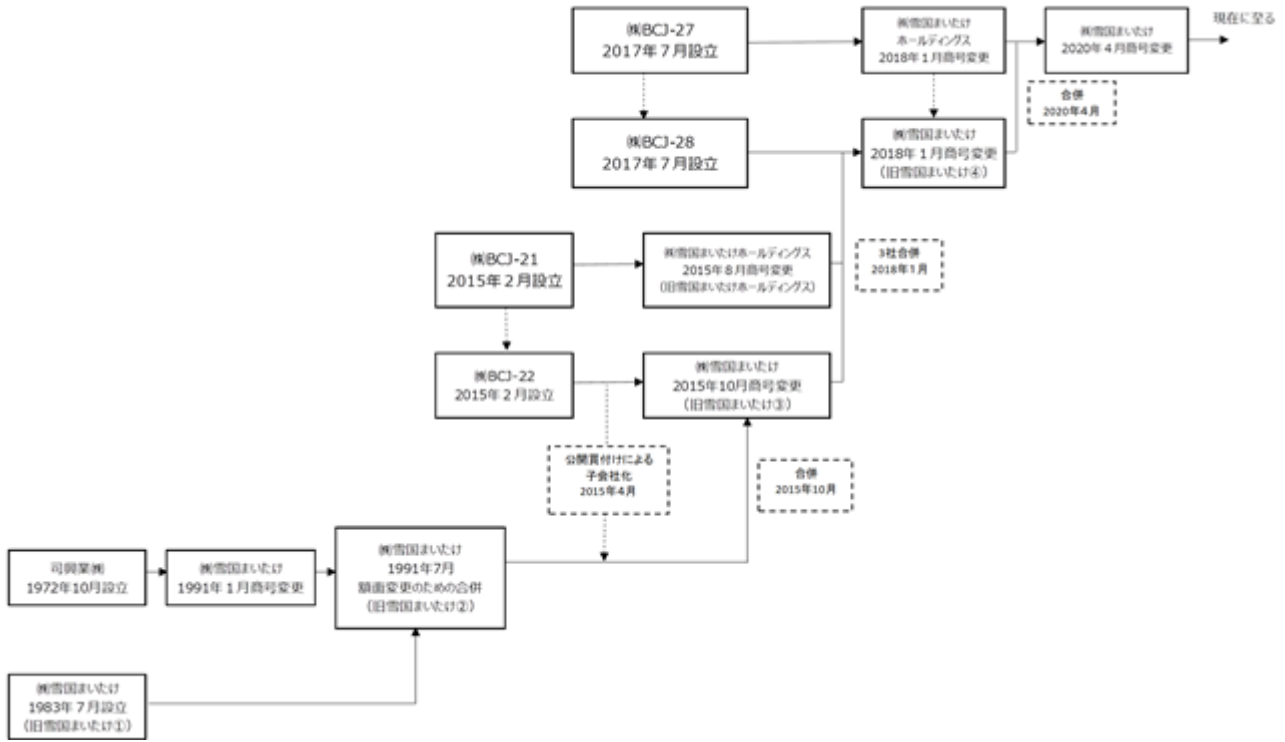 ㈱BCJ-27
2017年7月設立
㈱雪国まいたけ
ホールディングス
2018年1月商号変更
㈱雪国まいたけ
2020年4月商号変更
現在に至る
合併
2020年4月
㈱BCJ-28
2017年7月設立
㈱雪国まいたけ
2018年1月商号変更
(旧雪国まいたけ④)
㈱BCJ-21
2015年2月設立
㈱雪国まいたけホールディングス
2015年8月商号変更
(旧雪国まいたけホールディングス)
3社合併
2018年1月
㈱BCJ-22
2015年2月設立
㈱雪国まいたけ
2015年10月商号変更
(旧雪国まいたけ③)
公開買付けによる
子会社化
2015年4月
合併
2015年10月
司興業㈱
1972年10月設立
㈱雪国まいたけ
1991年1月商号変更
㈱雪国まいたけ
1991年7月
額面変更のための合併
(旧雪国まいたけ②)
㈱雪国まいたけ
1983年7月設立
(旧雪国まいたけ①)